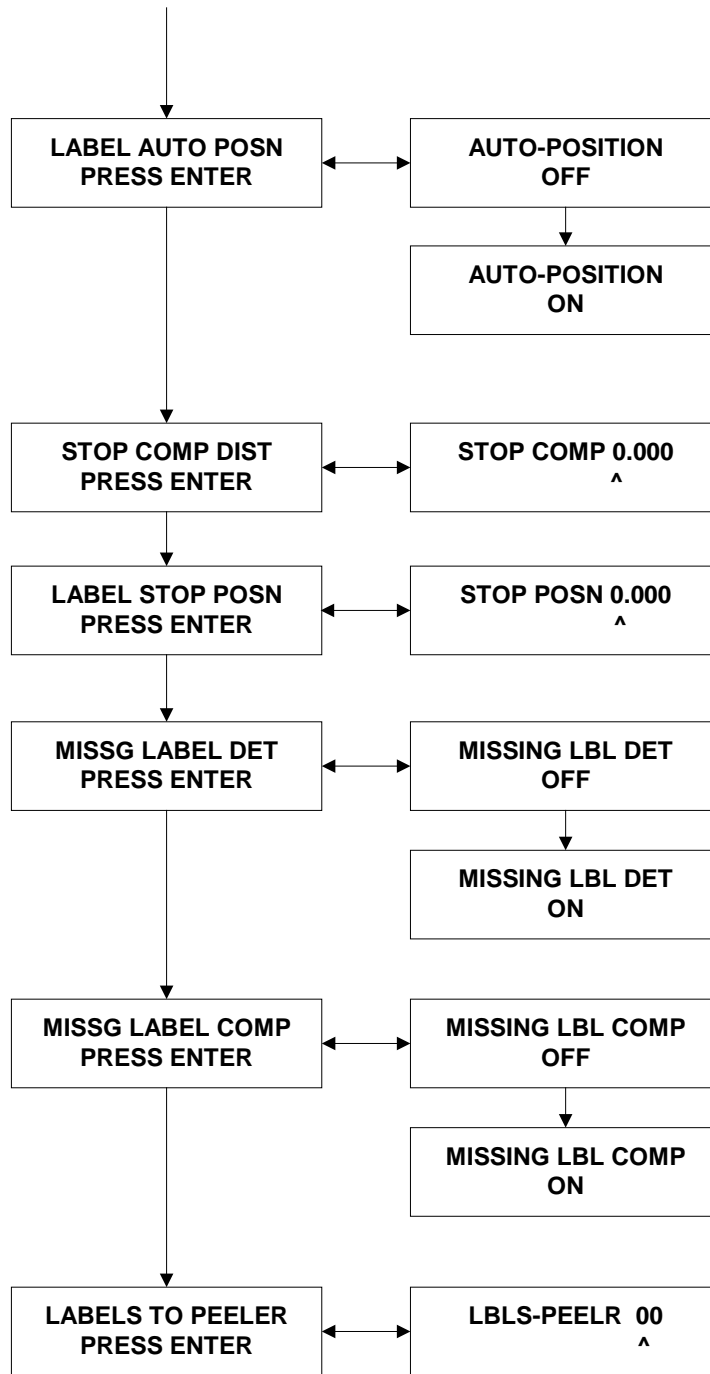 LABEL AUTO POSN
PRESS ENTER
AUTO-POSITION
OFF
AUTO-POSITION
ON
STOP COMP DIST
PRESS ENTER
STOP COMP 0.000
^
LABEL STOP POSN
PRESS ENTER
STOP POSN 0.000
^
MISSG LABEL DET
PRESS ENTER
MISSING LBL DET
OFF
MISSING LBL DET
ON
MISSG LABEL COMP
PRESS ENTER
MISSING LBL COMP
OFF
MISSING LBL COMP
ON
LABELS TO PEELER
PRESS ENTER
LBLS-PEELR 00
^